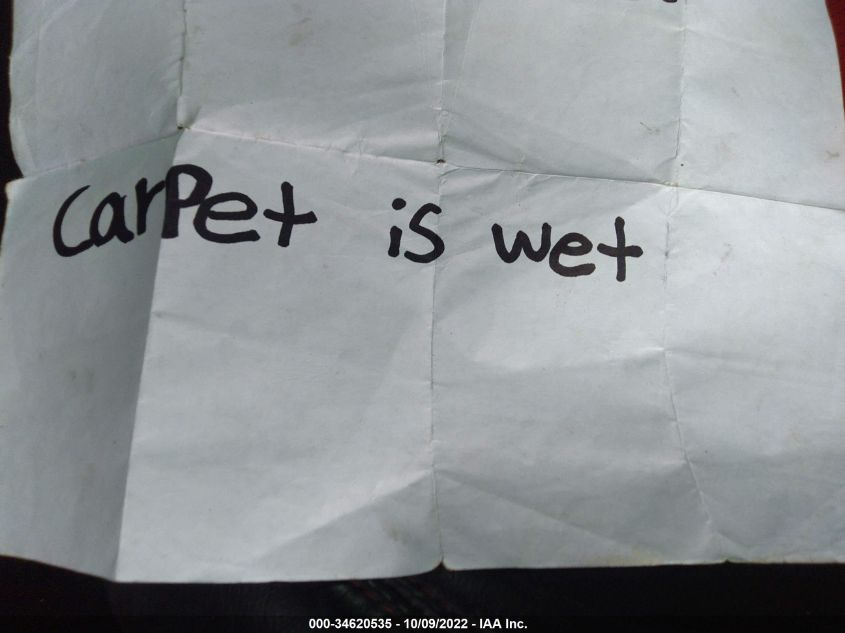 carPet is wet
000-34620535 - 10/09/2022 - IAA Inc.